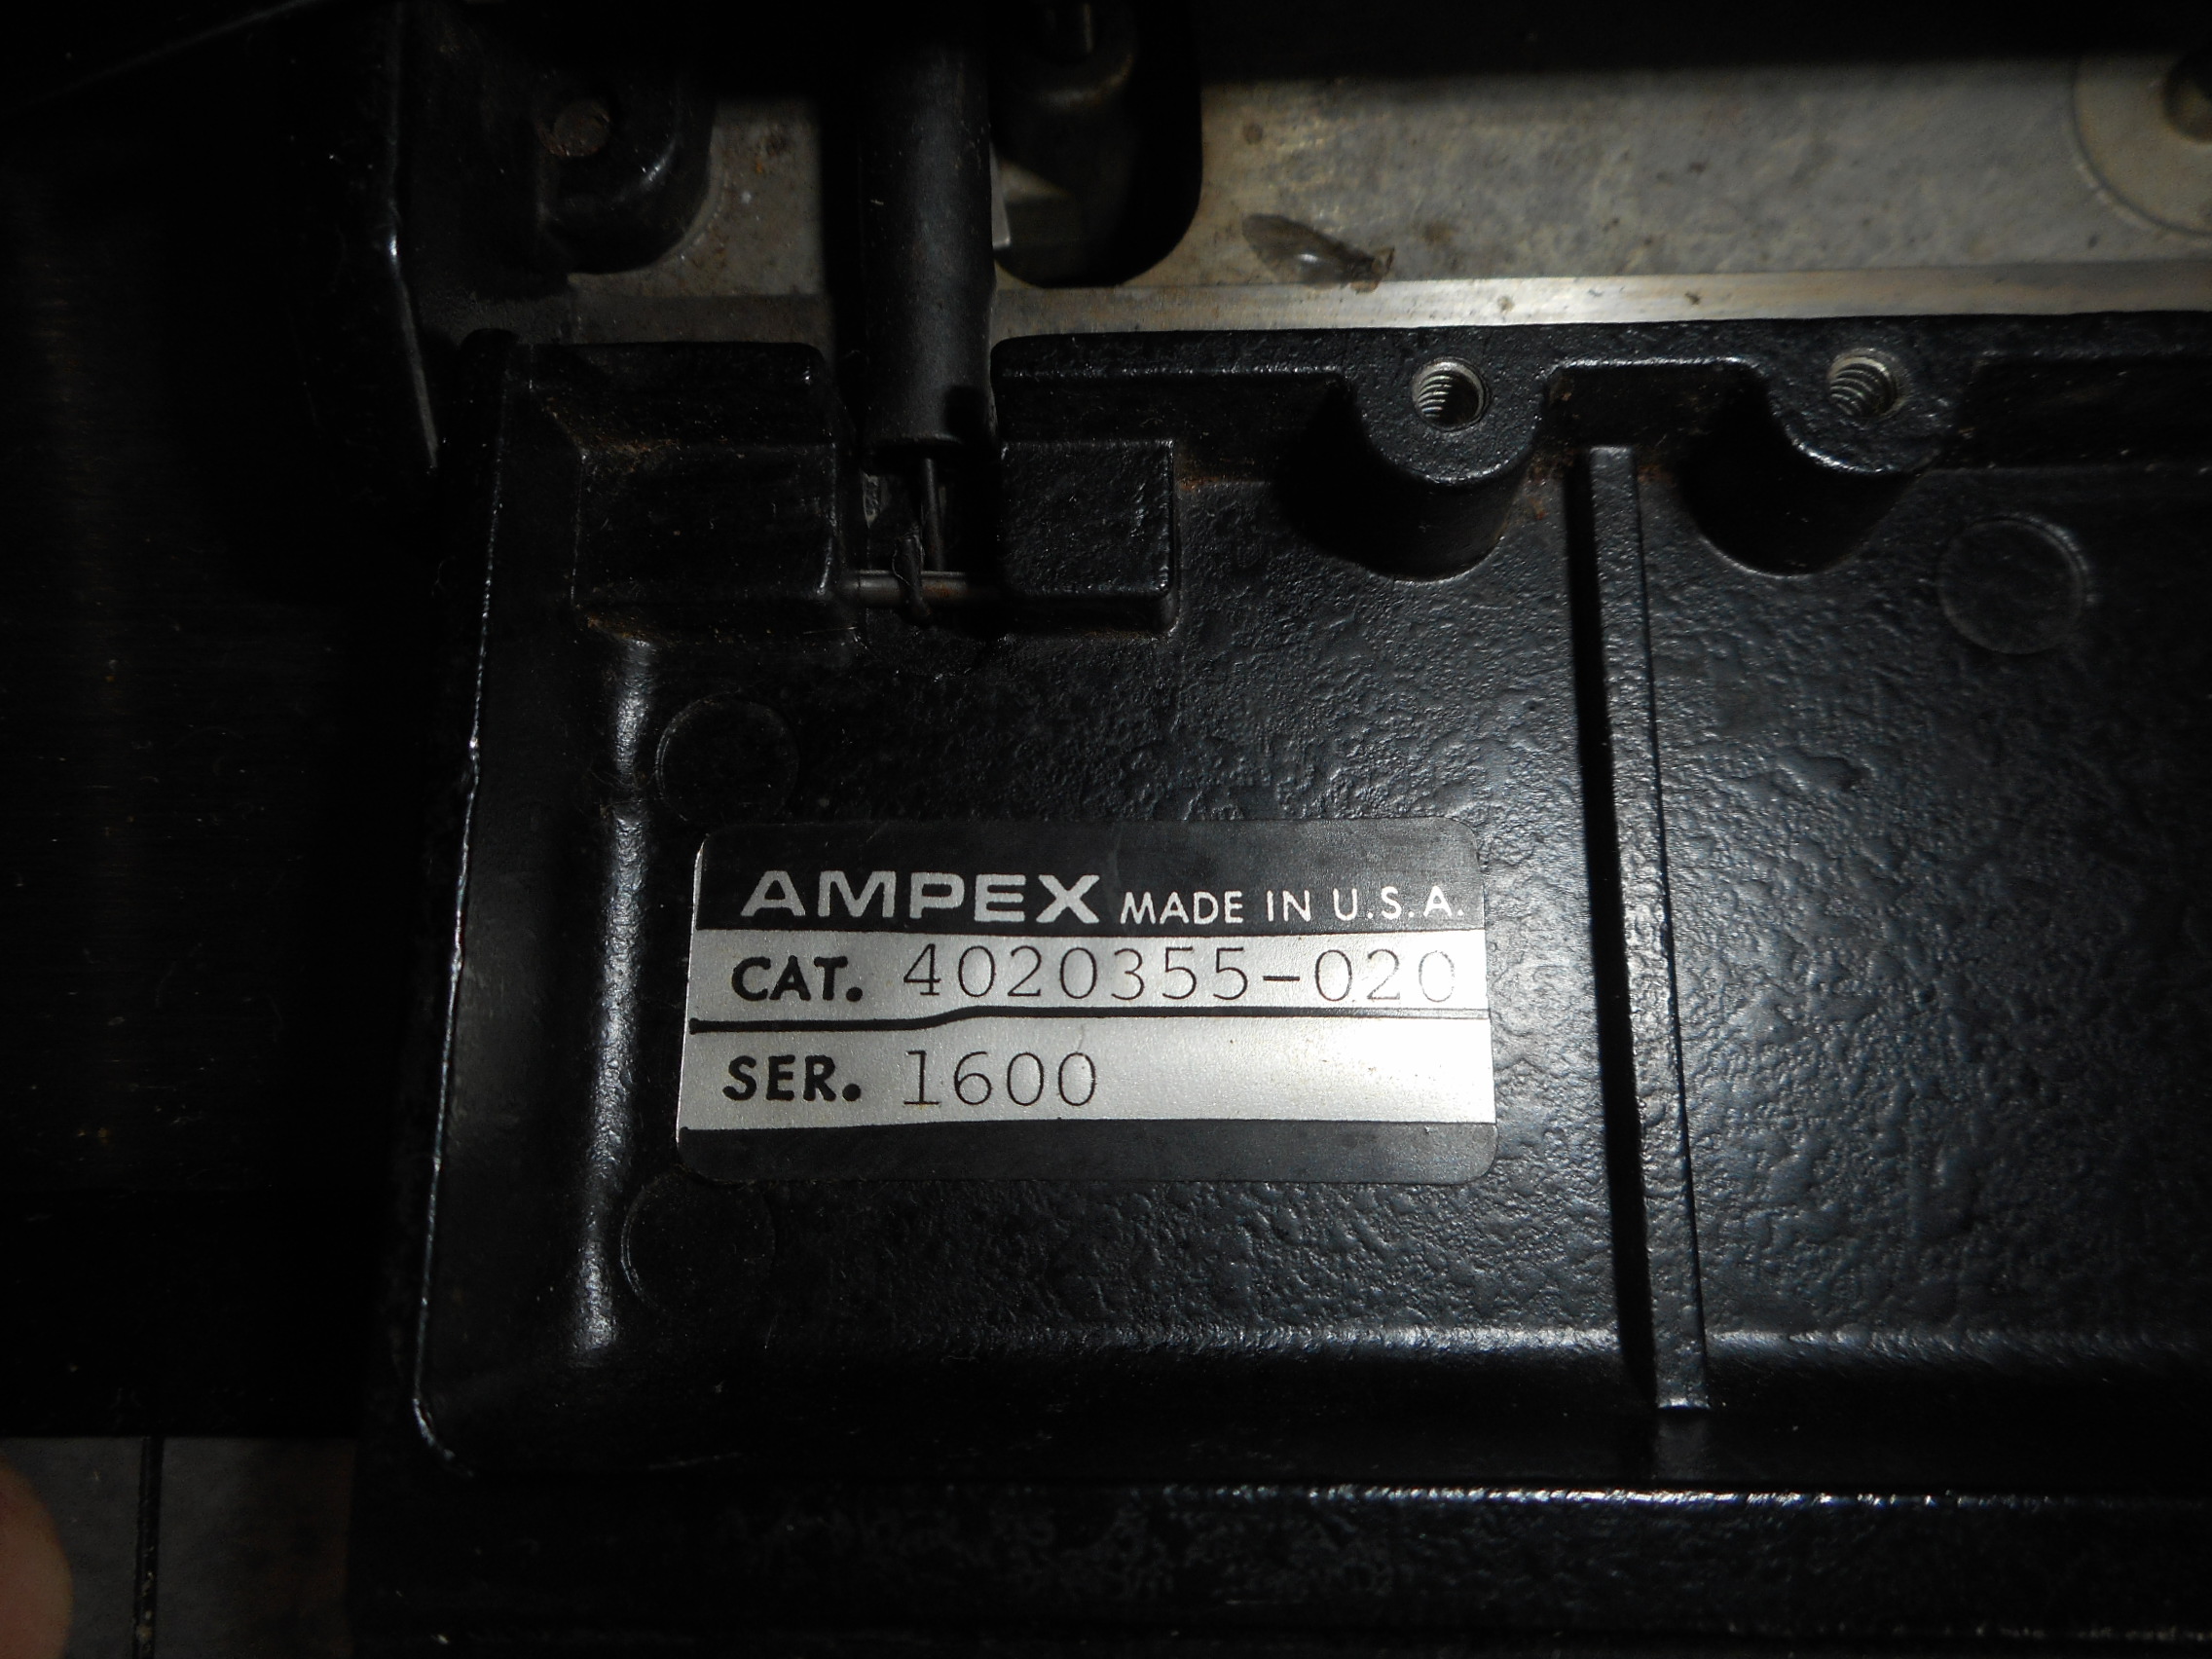 AMPEX MADE IN U.S.A.
CAT. 4020355-020
SER. 1600